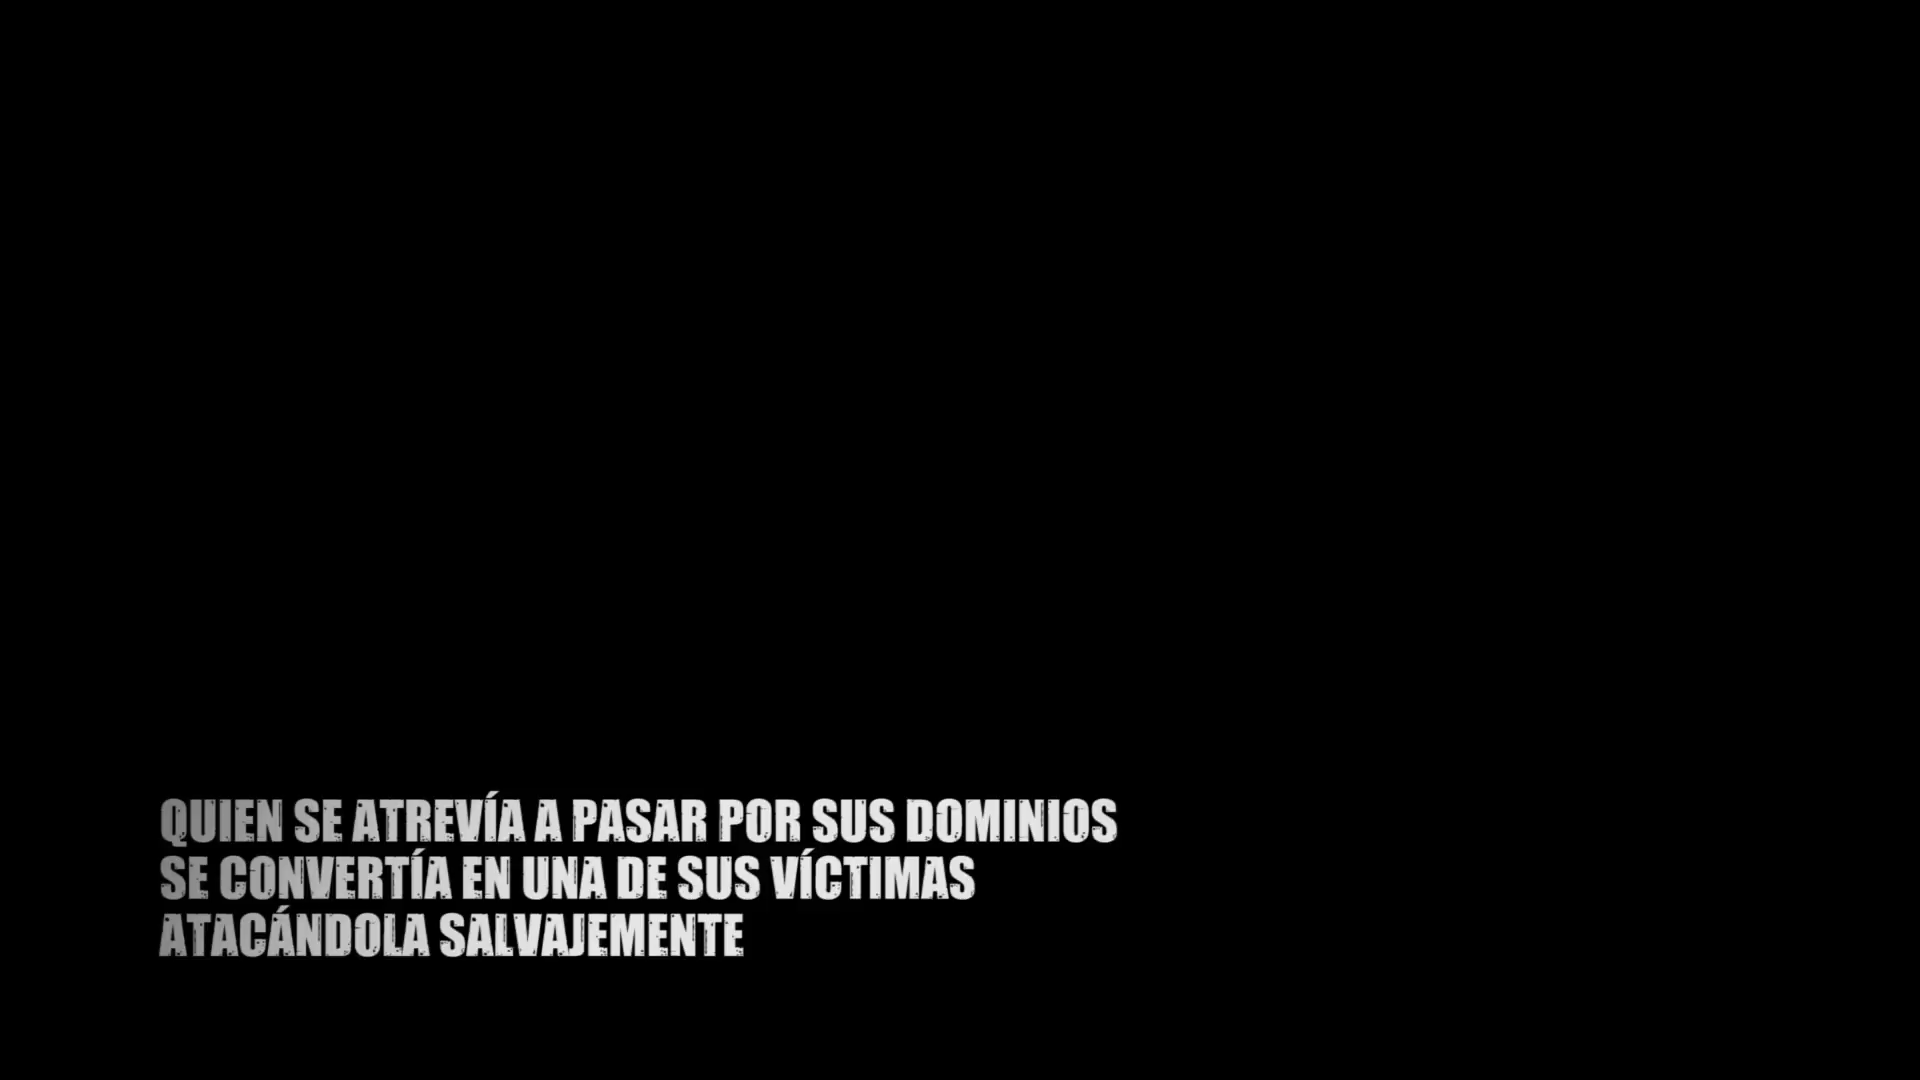 QUIEN SE ATREVÍA A PASAR POR SUS DOMINIOS
SE CONVERTÍA EN UNA DE SUS VÍCTIMAS
ATACÁNDOLA SALVAJEMENTE